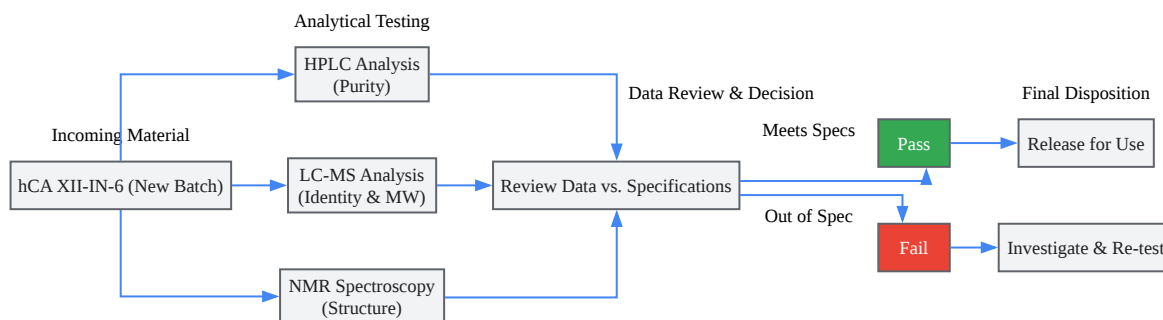 Analytical Testing
HPLC Analysis
(Purity)
Data Review & Decision
Final Disposition
Incoming Material
Meets Specs
Pass
Release for Use
hCA XII-IN-6 (New Batch)
LC-MS Analysis
(Identity & MW)
Review Data vs. Specifications
Out of Spec
Fail
Investigate & Re-test
NMR Spectroscopy
(Structure)